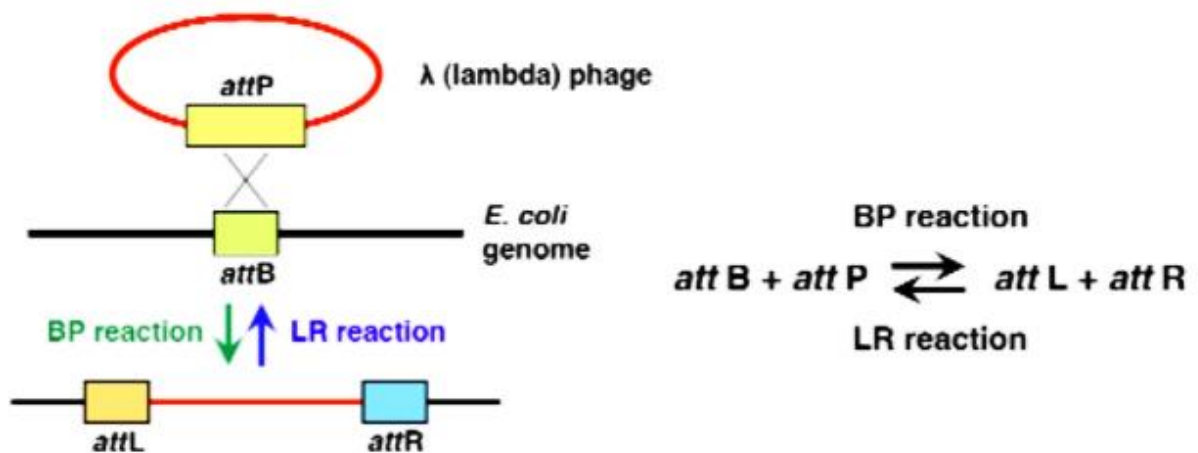 attP
λ (lambda) phage
E. coli
genome
attB
BP reaction
LR reaction
attL
attR
BP reaction
att B + att P
att L + att R
LR reaction